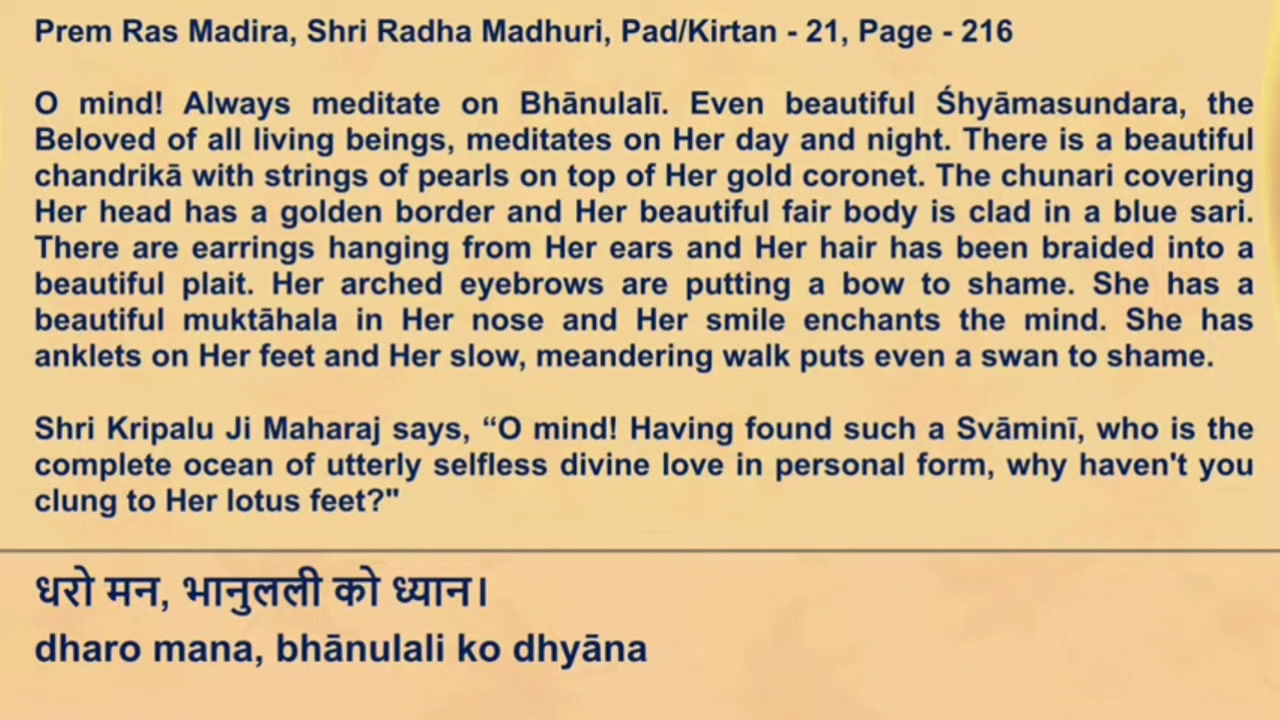 Prem Ras Madira, Shri Radha Madhuri, Pad/Kirtan - 21, Page - 216
O mind! Always meditate on Bhānulalī. Even beautiful Śhyāmasundara, the
Beloved of all living beings, meditates on Her day and night. There is a beautiful
chandrikā with strings of pearls on top of Her gold coronet. The chunari covering
Her head has a golden border and Her beautiful fair body is clad in a blue sari.
There are earrings hanging from Her ears and Her hair has been braided into a
beautiful plait. Her arched eyebrows are putting a bow to shame. She has a
beautiful muktāhala in Her nose and Her smile enchants the mind. She has
anklets on Her feet and Her slow, meandering walk puts even a swan to shame.
Shri Kripalu Ji Maharaj says, “O mind! Having found such a Svāminī, who is the
complete ocean of utterly selfless divine love in personal form, why haven't you
clung to Her lotus feet?"
धरो मन, भानुलली को ध्यान।
dharo mana, bhānulali ko dhyāna